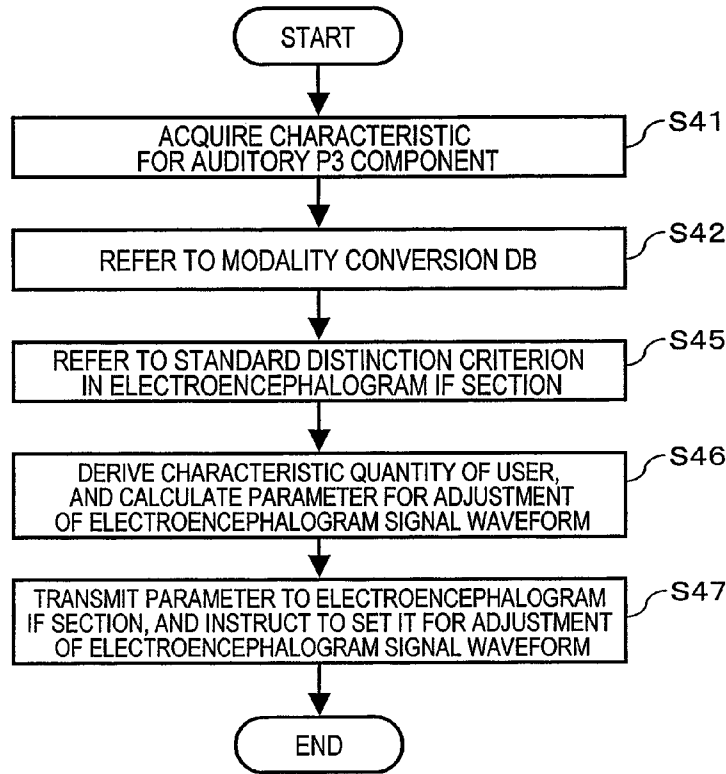 START
ACQUIRE CHARACTERISTIC
FOR AUDITORY P3 COMPONENT
S41
REFER TO MODALITY CONVERSION DB
S42
REFER TO STANDARD DISTINCTION CRITERION
IN ELECTROENCEPHALOGRAM IF SECTION
S45
DERIVE CHARACTERISTIC QUANTITY OF USER,
AND CALCULATE PARAMETER FOR ADJUSTMENT
OF ELECTROENCEPHALOGRAM SIGNAL WAVEFORM
S46
TRANSMIT PARAMETER TO ELECTROENCEPHALOGRAM
IF SECTION, AND INSTRUCT TO SET IT FOR ADJUSTMENT
OF ELECTROENCEPHALOGRAM SIGNAL WAVEFORM
S47
END